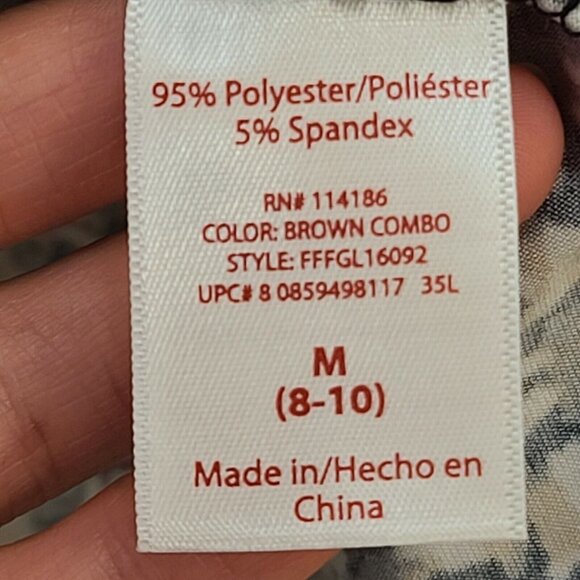 95% Polyester/Poliéster
5% Spandex
RN# 114186
COLOR: BROWN COMBO
STYLE: FFFGL16092
UPC# 8 0859498117 35L
M
(8-10)
Made in/Hecho en
China